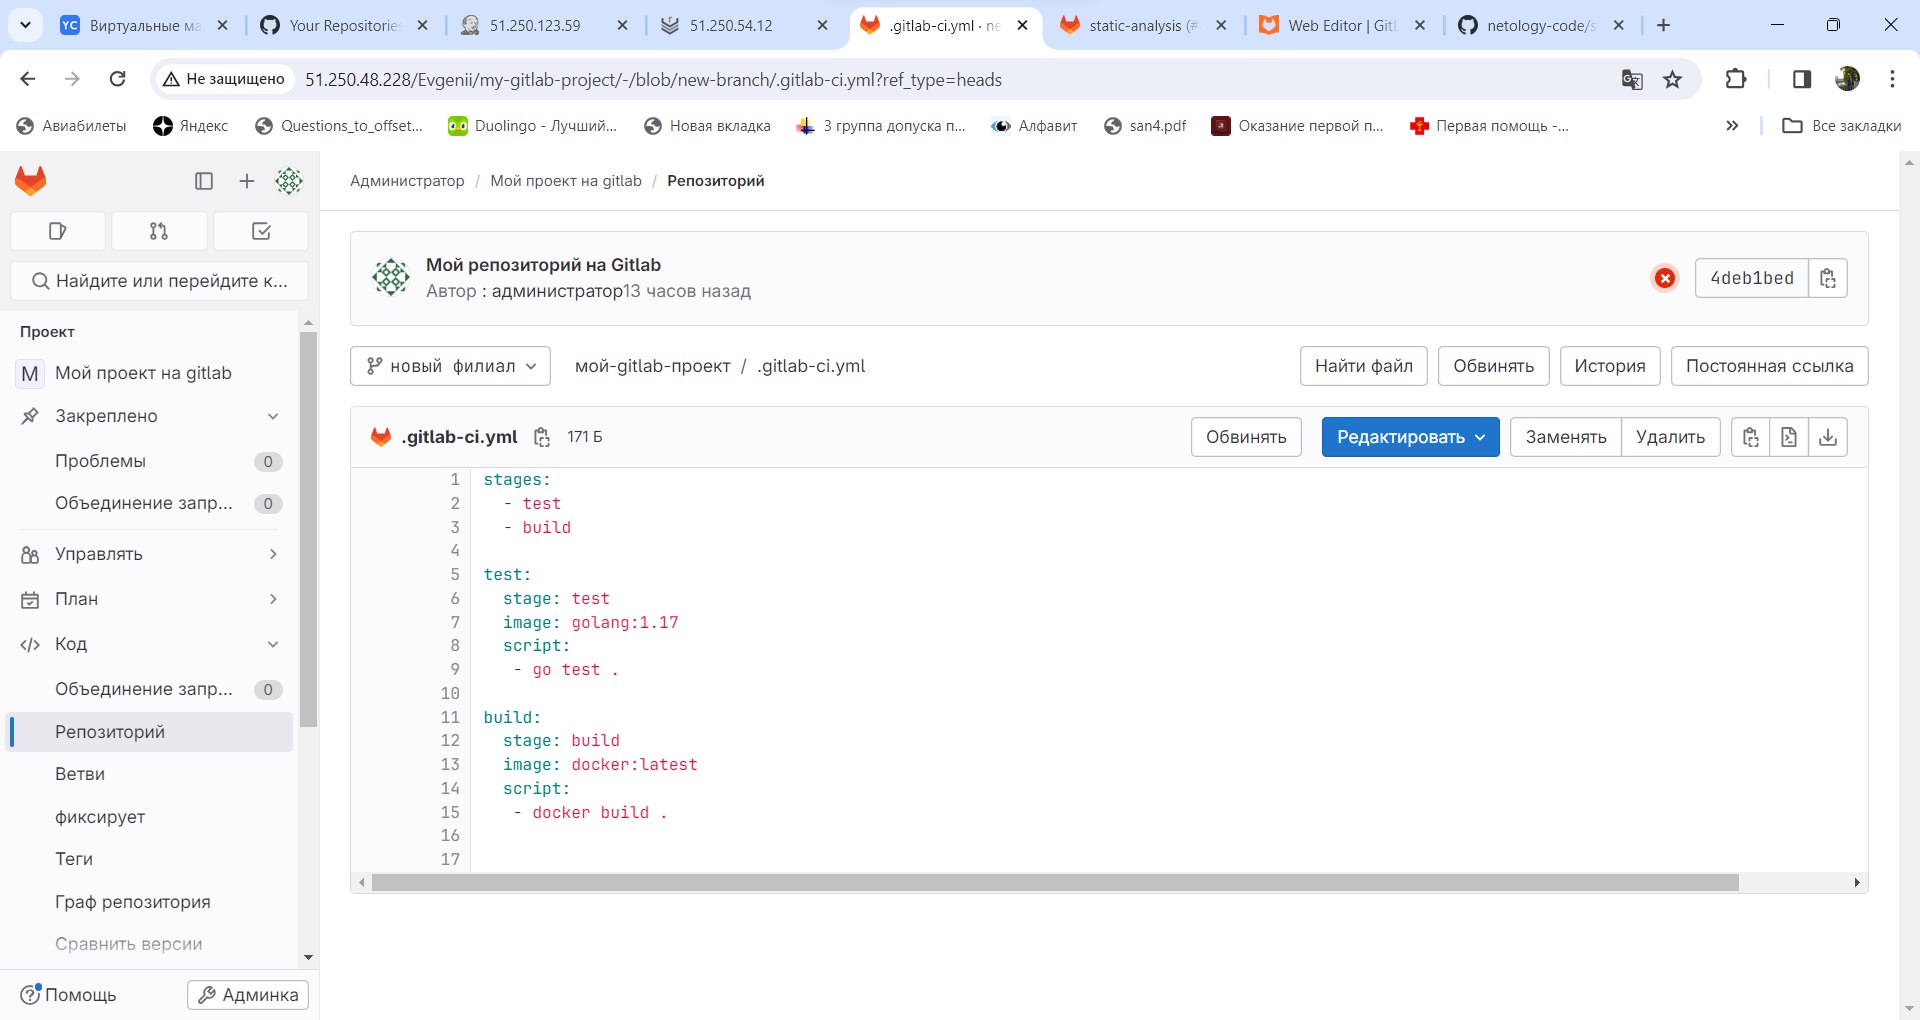 YC Виртуальные ма
Your Repositories
51.250.123.59
51.250.54.12
.gitlab-ci.yml · ne
static-analysis (#
Web Editor | GitL
netology-code/s
Не защищено
51.250.48.228/Evgenii/my-gitlab-project/-/blob/new-branch/.gitlab-ci.yml?ref_type=heads
Авиабилеты
Яндекс
Questions_to_offset...
Duolingo - Лучший...
Новая вкладка
3 группа допуска п...
Алфавит
san4.pdf
Оказание первой п...
Первая помощь -...
Все закладки
Администратор / Мой проект на gitlab / Репозиторий
Найдите или перейдите к...
Проект
M Мой проект на gitlab
Закреплено
Проблемы 0
Объединение запр... 0
Управлять
План
Код
Объединение запр... 0
Репозиторий
Ветви
фиксирует
Теги
Граф репозитория
Сравнить версии
Помощь
Админка
Мой репозиторий на Gitlab
Автор : администратор13 часов назад
4deb1bed
новый филиал
мой-gitlab-проект / .gitlab-ci.yml
Найти файл
Обвинять
История
Постоянная ссылка
.gitlab-ci.yml 171 Б
Обвинять
Редактировать
Заменять
Удалить
1 stages:
2   - test
3   - build
4
5 test:
6   stage: test
7   image: golang:1.17
8   script:
9    - go test .
10
11 build:
12   stage: build
13   image: docker:latest
14   script:
15    - docker build .
16
17